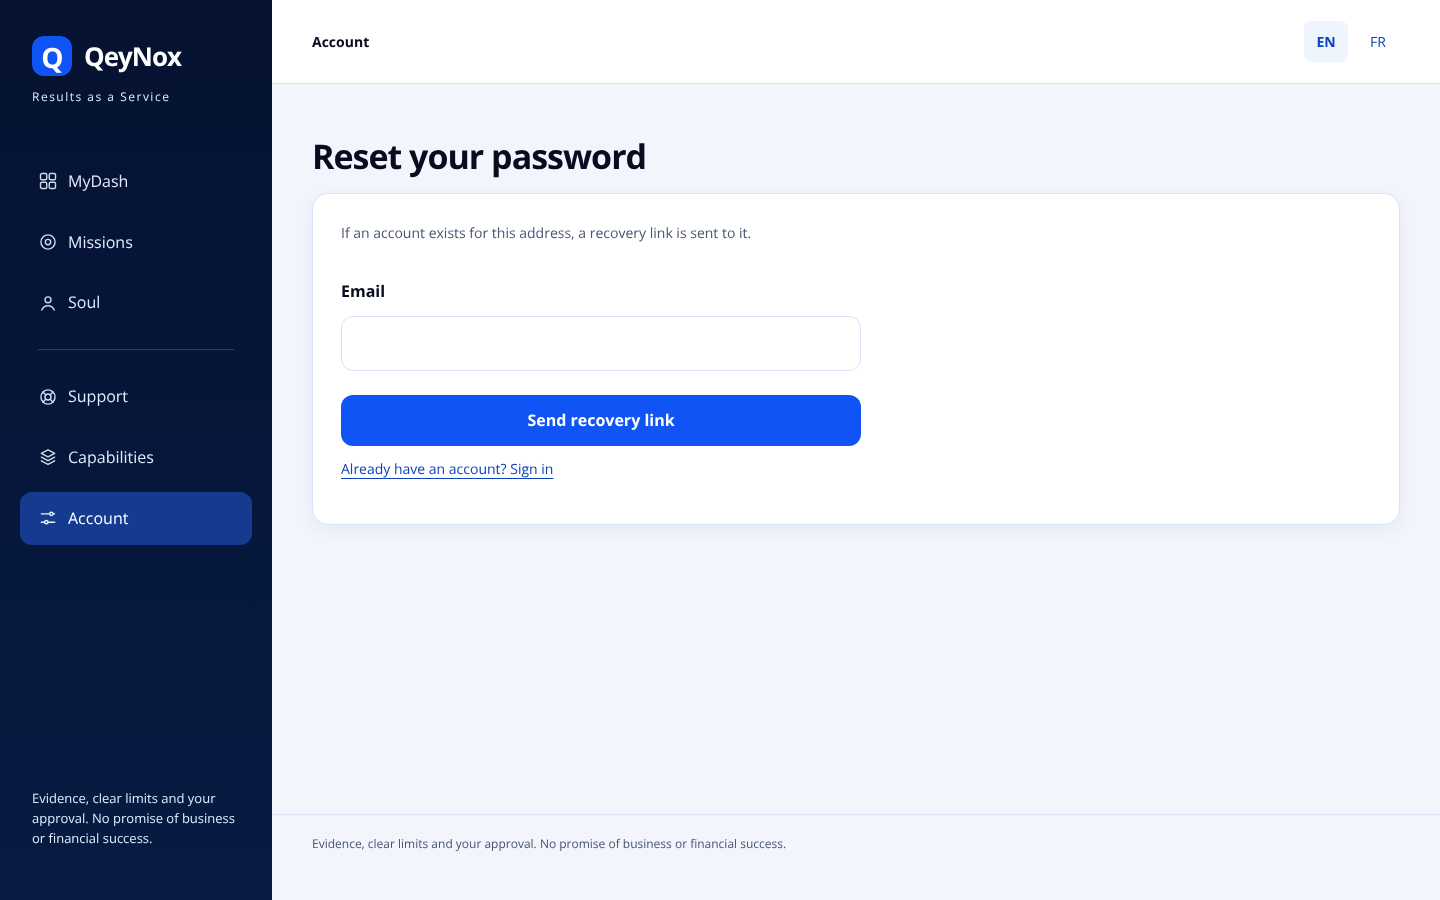 Q QeyNox
Results as a Service
MyDash
Missions
Soul
Support
Capabilities
Account
Evidence, clear limits and your
approval. No promise of business
or financial success.
Account
EN FR
Reset your password
If an account exists for this address, a recovery link is sent to it.
Email
Send recovery link
Already have an account? Sign in
Evidence, clear limits and your approval. No promise of business or financial success.